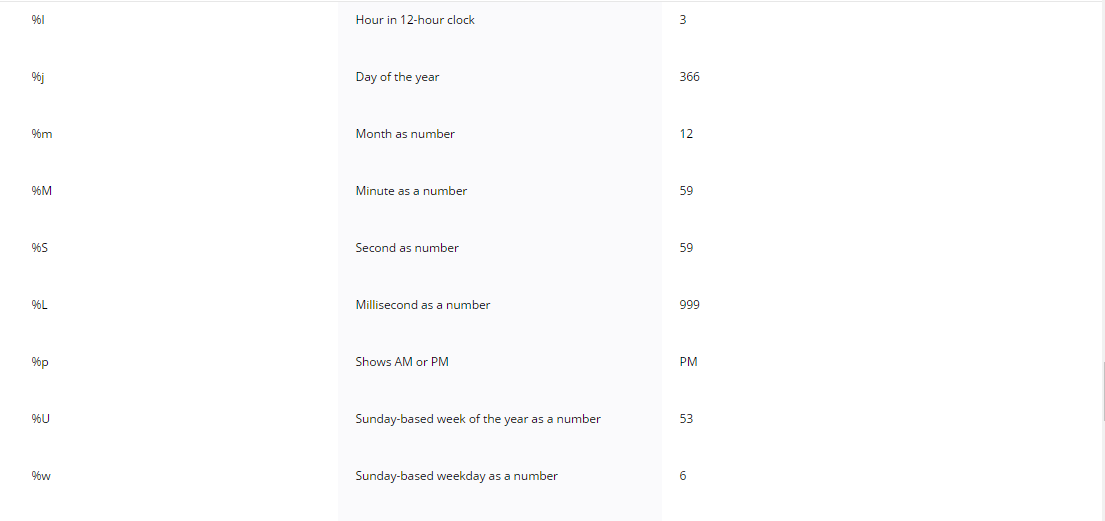 %I Hour in 12-hour clock 3
%j Day of the year 366
%m Month as number 12
%M Minute as a number 59
%S Second as number 59
%L Millisecond as a number 999
%p Shows AM or PM PM
%U Sunday-based week of the year as a number 53
%w Sunday-based weekday as a number 6